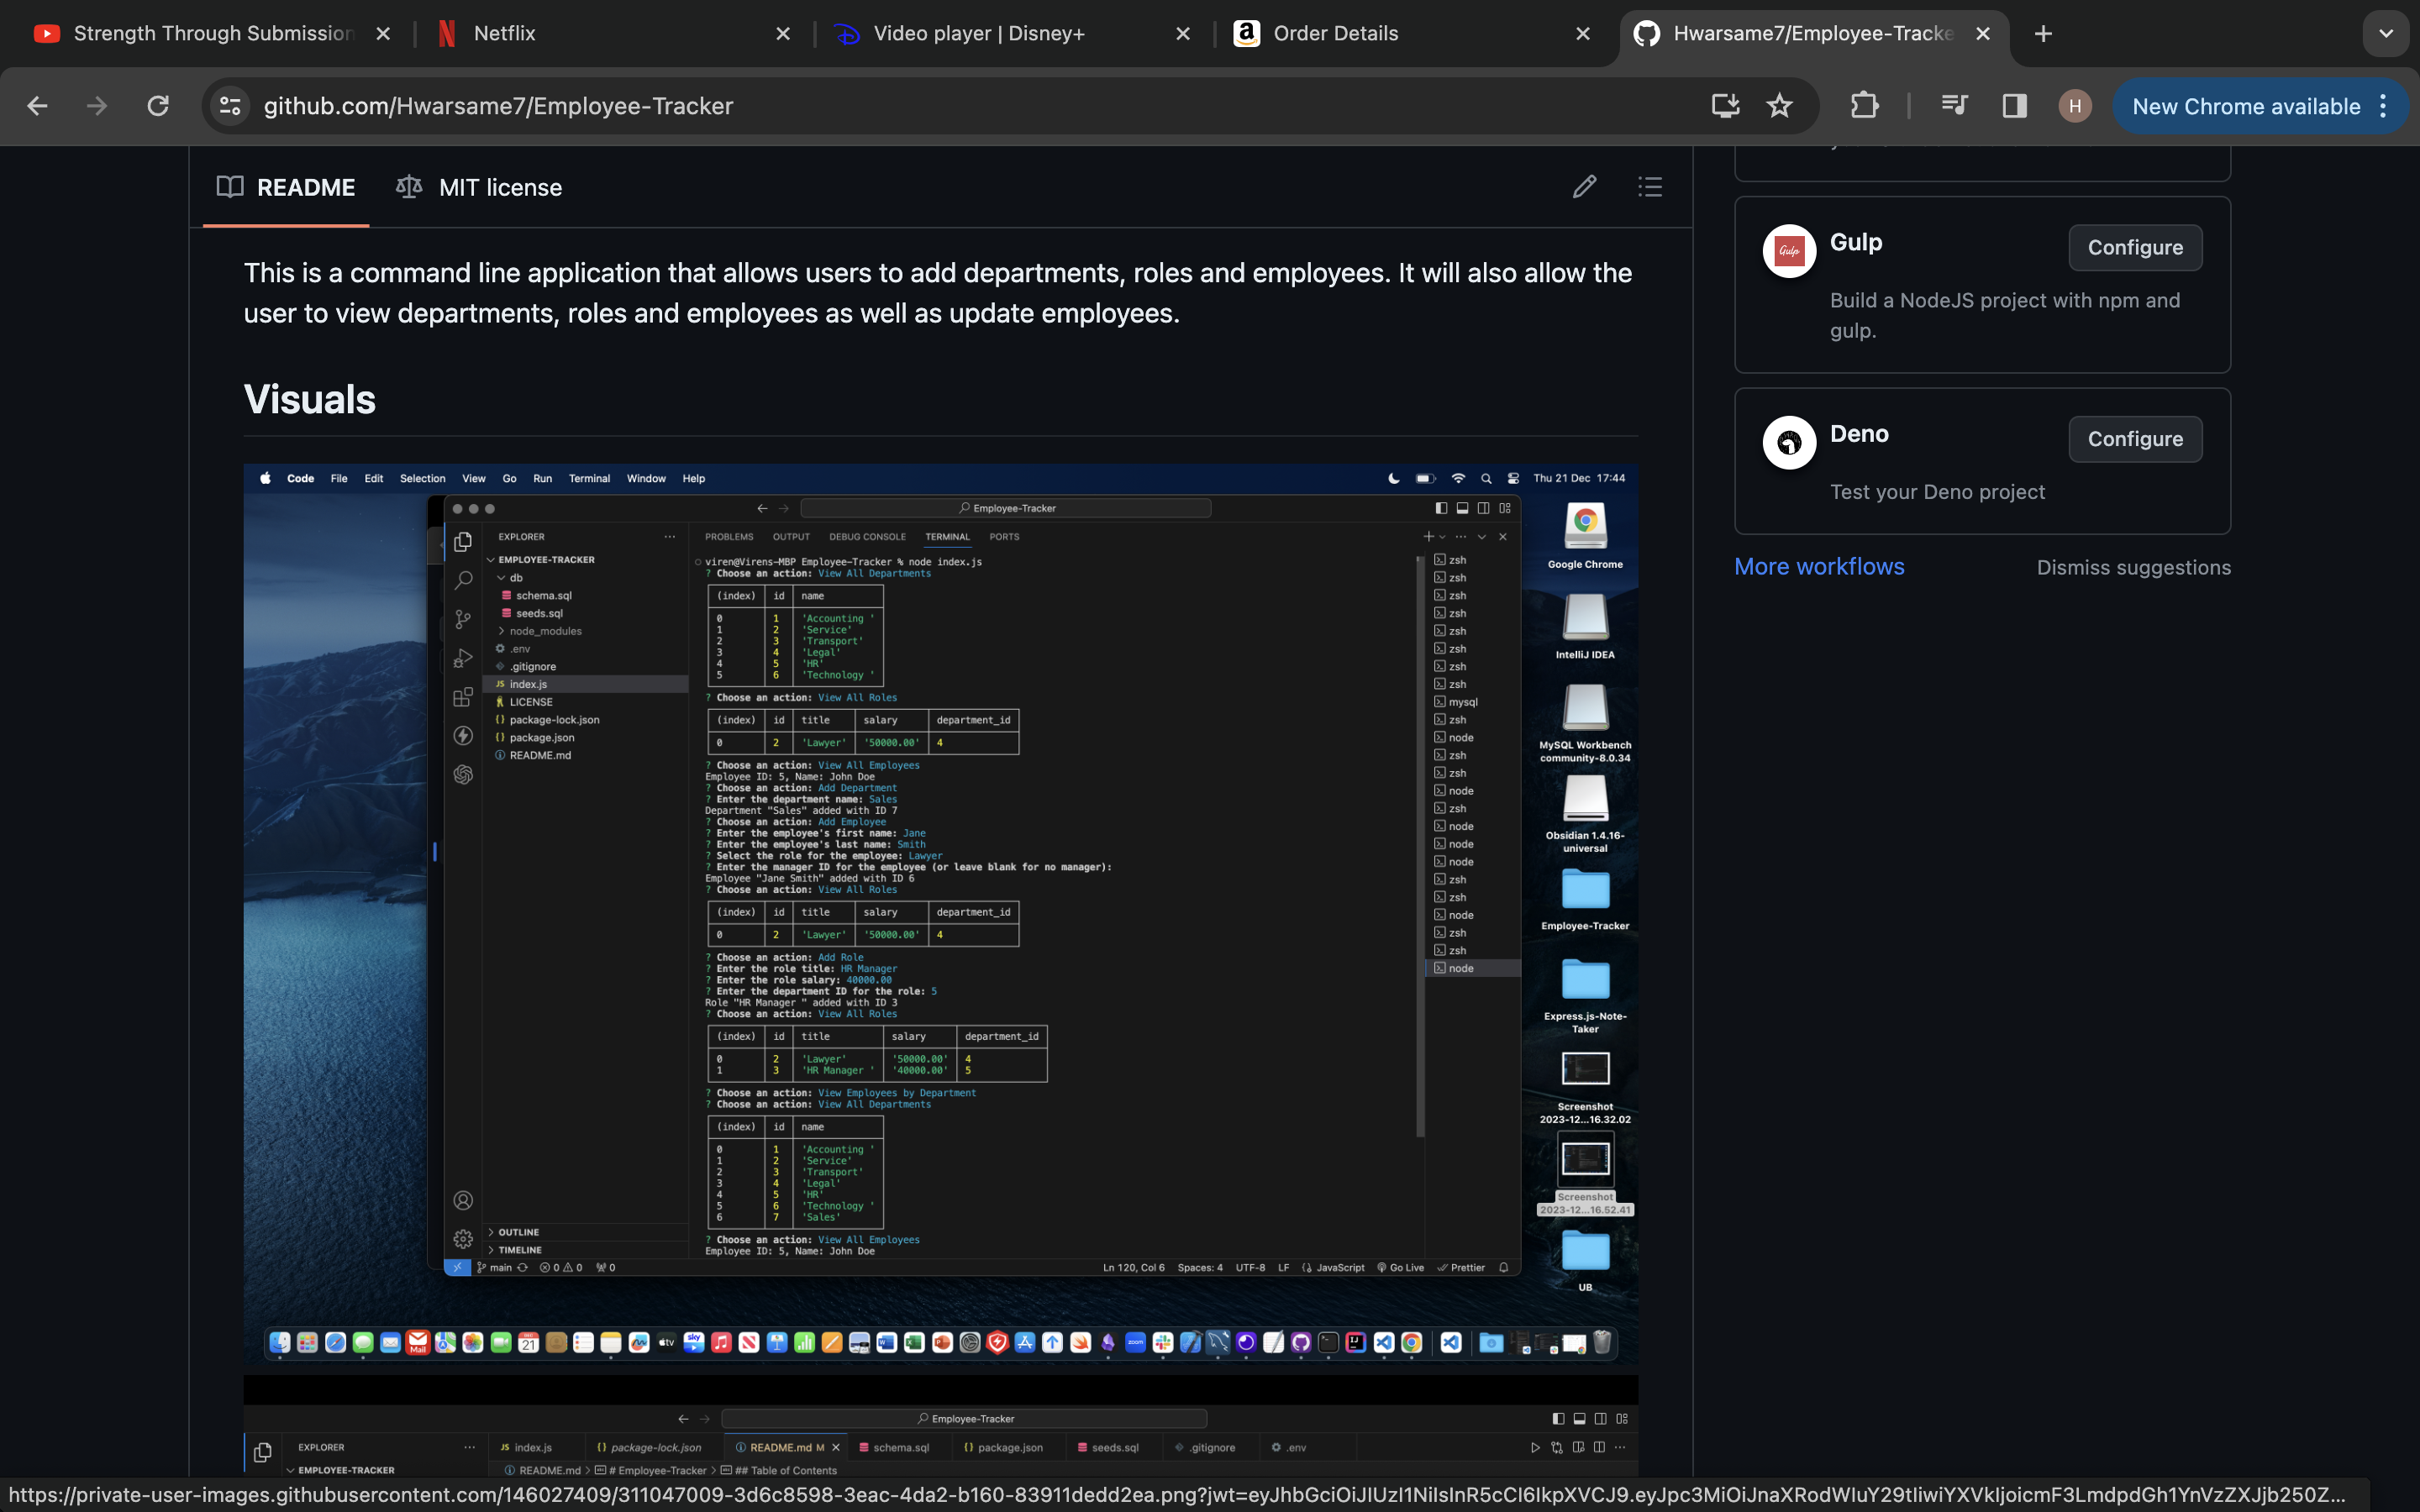 Strength Through Submission
Netflix
Video player | Disney+
Order Details
Hwarsame7/Employee-Tracke
github.com/Hwarsame7/Employee-Tracker
H
New Chrome available
README
MIT license
This is a command line application that allows users to add departments, roles and employees. It will also allow the
user to view departments, roles and employees as well as update employees.
Visuals
Code File Edit Selection View Go Run Terminal Window Help
Thu 21 Dec 17:44
Employee-Tracker
EXPLORER
EMPLOYEE-TRACKER
db
schema.sql
seeds.sql
node_modules
.env
.gitignore
index.js
LICENSE
package-lock.json
package.json
README.md
OUTLINE
TIMELINE
PROBLEMS OUTPUT DEBUG CONSOLE TERMINAL PORTS
viren@Virens-MBP Employee-Tracker % node index.js
? Choose an action: View All Departments
(index) id name
0 1 'Accounting '
1 2 'Service'
2 3 'Transport'
3 4 'Legal'
4 5 'HR'
5 6 'Technology '
? Choose an action: View All Roles
(index) id title salary department_id
0 2 'Lawyer' '50000.00' 4
? Choose an action: View All Employees
Employee ID: 5, Name: John Doe
? Choose an action: Add Department
? Enter the department name: Sales
Department "Sales" added with ID 7
? Choose an action: Add Employee
? Enter the employee's first name: Jane
? Enter the employee's last name: Smith
? Select the role for the employee: Lawyer
? Enter the manager ID for the employee (or leave blank for no manager):
Employee "Jane Smith" added with ID 6
? Choose an action: View All Roles
(index) id title salary department_id
0 2 'Lawyer' '50000.00' 4
? Choose an action: Add Role
? Enter the role title: HR Manager
? Enter the role salary: 40000.00
? Enter the department ID for the role: 5
Role "HR Manager " added with ID 3
? Choose an action: View All Roles
(index) id title salary department_id
0 2 'Lawyer' '50000.00' 4
1 3 'HR Manager ' '40000.00' 5
? Choose an action: View Employees by Department
? Choose an action: View All Departments
(index) id name
0 1 'Accounting '
1 2 'Service'
2 3 'Transport'
3 4 'Legal'
4 5 'HR'
5 6 'Technology '
6 7 'Sales'
? Choose an action: View All Employees
Employee ID: 5, Name: John Doe
zsh
zsh
zsh
zsh
zsh
zsh
zsh
zsh
mysql
zsh
node
zsh
zsh
node
zsh
node
node
node
zsh
zsh
node
zsh
zsh
node
main 0 0 0
Ln 120, Col 6 Spaces: 4 UTF-8 LF JavaScript Go Live Prettier
Google Chrome
IntelliJ IDEA
MySQL Workbench
community-8.0.34
Obsidian 1.4.16-
universal
Employee-Tracker
Express.js-Note-
Taker
Screenshot
2023-12...16.32.02
Screenshot
2023-12...16.52.41
UB
Employee-Tracker
EXPLORER
EMPLOYEE-TRACKER
index.js package-lock.json README.md M schema.sql package.json seeds.sql .gitignore .env
README.md > # Employee-Tracker > ## Table of Contents
Gulp
Gulp
Configure
Build a NodeJS project with npm and
gulp.
Deno
Configure
Test your Deno project
More workflows
Dismiss suggestions